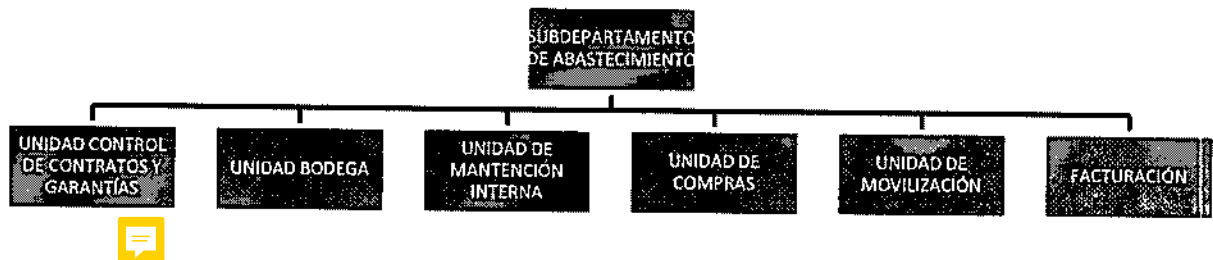 SUBDEPARTAMENTO
DE ABASTECIMIENTO
UNIDAD CONTROL
DE CONTRATOS Y
GARANTÍAS
UNIDAD BODEGA
UNIDAD DE
MANTENCIÓN
INTERNA
UNIDAD DE
COMPRAS
UNIDAD DE
MOVILIZACIÓN
FACTURACIÓN